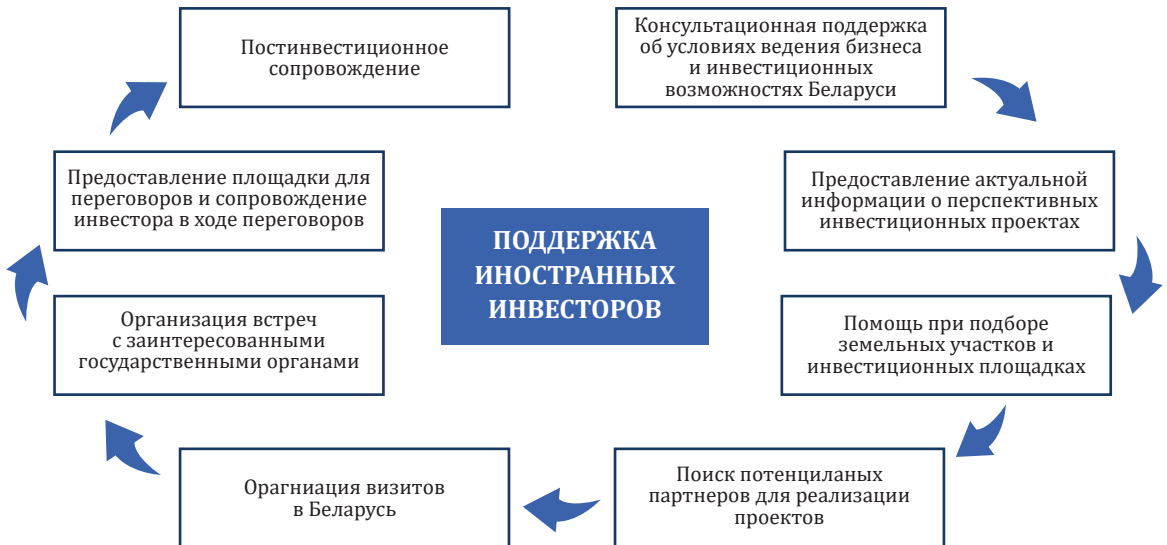 Постинвестиционное
сопровождение
Консультационная поддержка
об условиях ведения бизнеса
и инвестиционных
возможностях Беларуси
Предоставление площадки для
переговоров и сопровождение
инвестора в ходе переговоров
Предоставление актуальной
информации о перспективных
инвестиционных проектах
ПОДДЕРЖКА
ИНОСТРАННЫХ
ИНВЕСТОРОВ
Организация встреч
с заинтересованными
государственными органами
Помощь при подборе
земельных участков и
инвестиционных площадках
Орагниация визитов
в Беларусь
Поиск потенциланых
партнеров для реализации
проектов